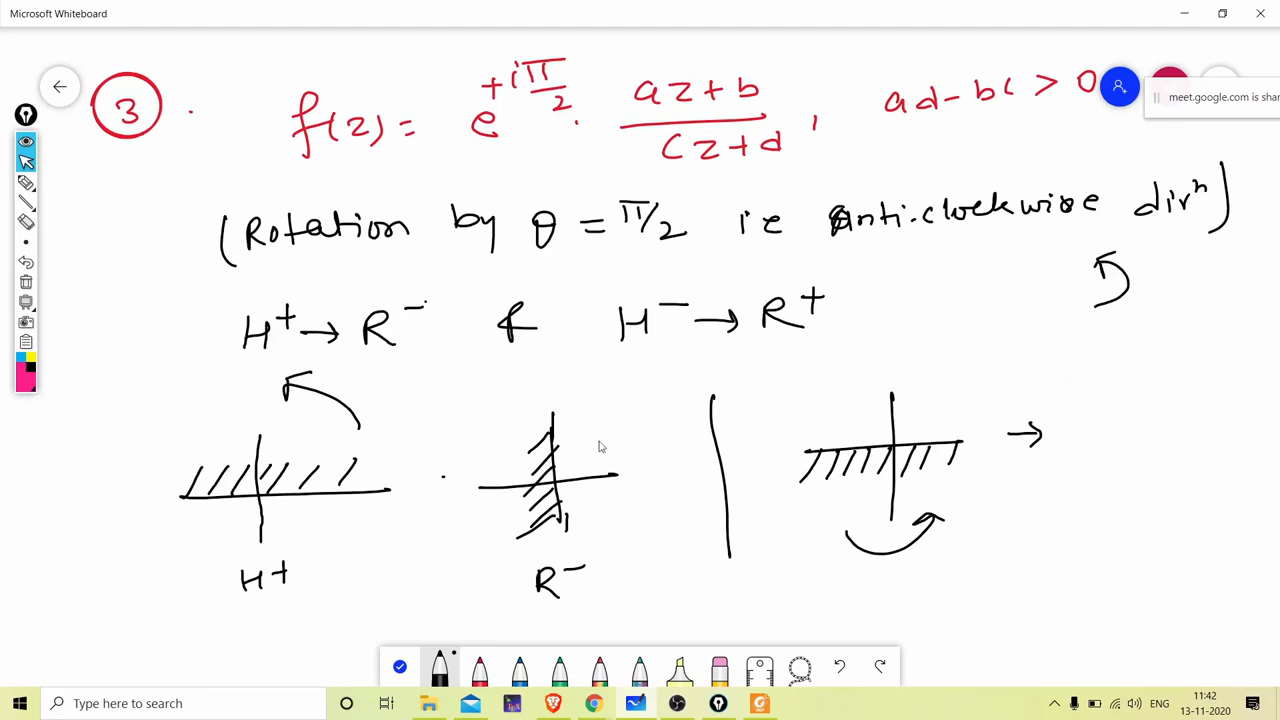 Microsoft Whiteboard
3 . f(z) = e^{+iπ/2} · (az+b)/(cz+d) , ad-bc > 0
meet.google.com is shar
(Rotation by θ = π/2 ie Anti-clockwise dirⁿ)
H⁺ → R⁻ & H⁻ → R⁺
H⁺ R⁻
Type here to search
11:42
13-11-2020